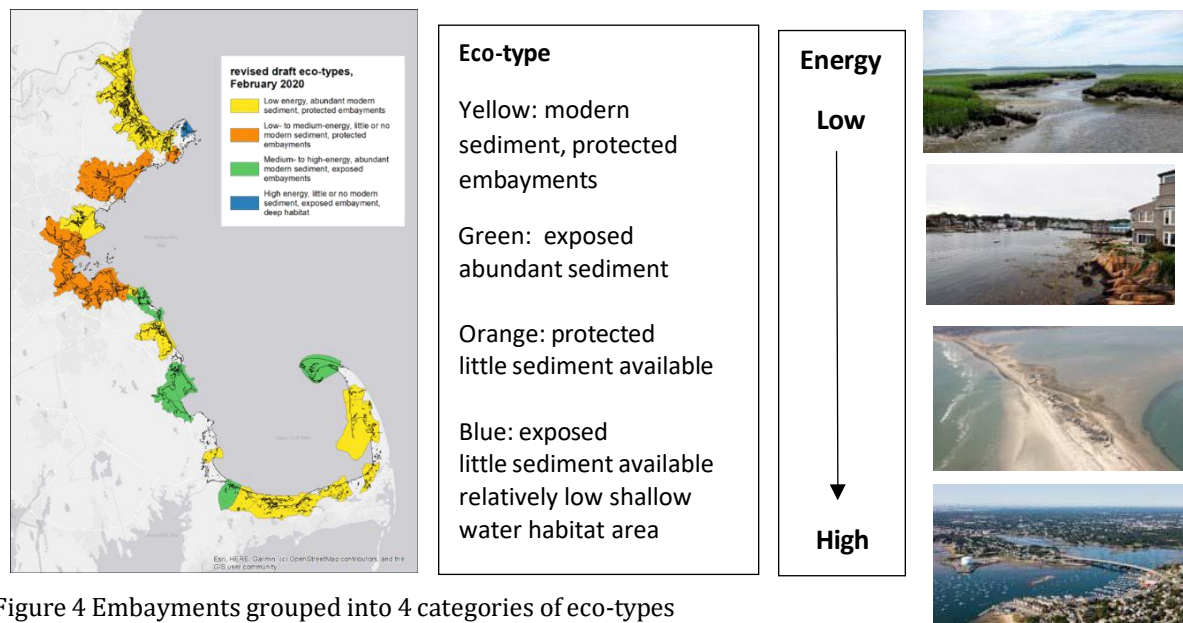 revised draft eco-types,
February 2020
Low energy, abundant modern
sediment, protected embayments
Low- to medium-energy, little or no
modern sediment, protected
embayments
Medium- to high-energy, abundant
modern sediment, exposed
embayments
High energy, little or no modern
sediment, exposed embayment,
deep habitat
Esri, HERE, Garmin, (c) OpenStreetMap contributors, and the
GIS user community
Eco-type
Yellow: modern
sediment, protected
embayments
Green: exposed
abundant sediment
Orange: protected
little sediment available
Blue: exposed
little sediment available
relatively low shallow
water habitat area
Energy
Low
High
Figure 4 Embayments grouped into 4 categories of eco-types